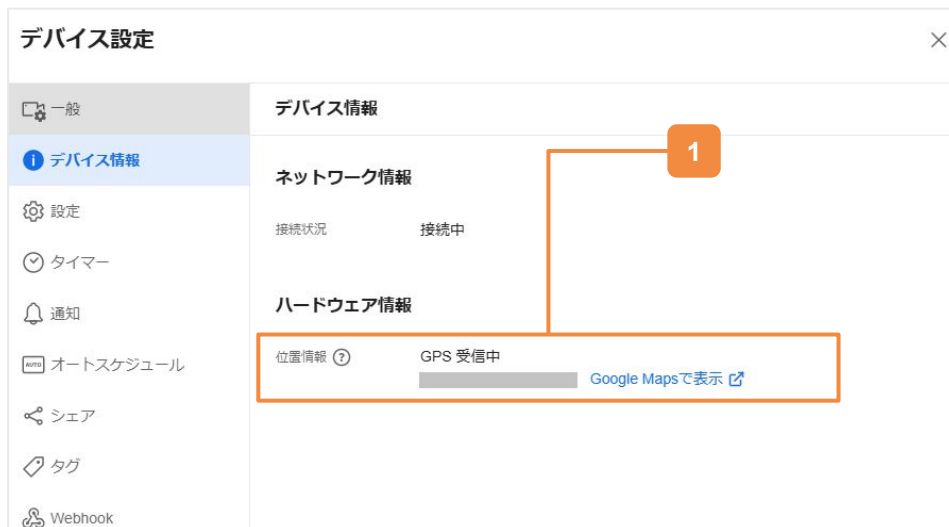 デバイス設定
一般
デバイス情報
設定
タイマー
通知
AUTO オートスケジュール
シェア
タグ
Webhook
デバイス情報
1
ネットワーク情報
接続状況 接続中
ハードウェア情報
位置情報 ? GPS 受信中
Google Mapsで表示